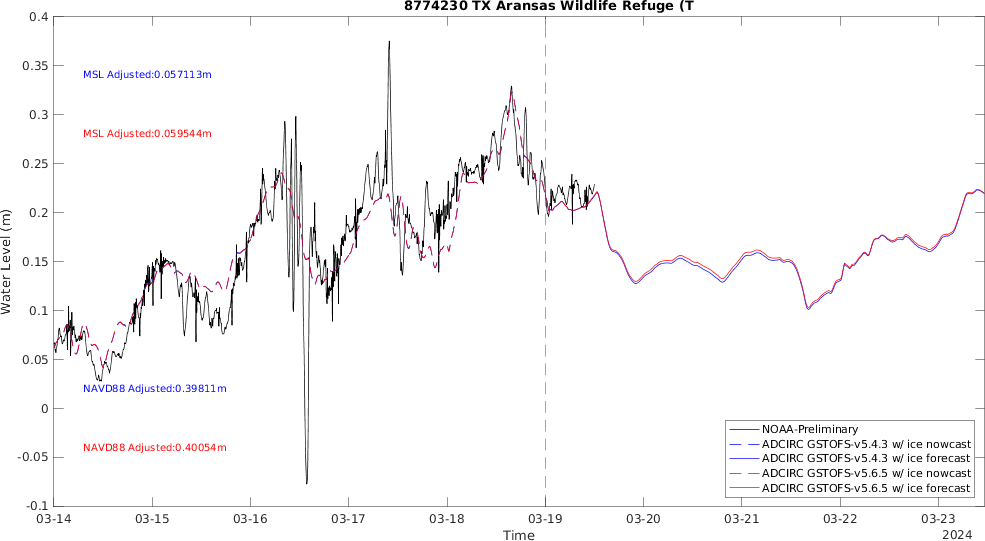 8774230 TX Aransas Wildlife Refuge (T
0.4
0.35
0.3
0.25
0.2
0.15
0.1
0.05
0
-0.05
-0.1
Water Level (m)
MSL Adjusted:0.057113m
MSL Adjusted:0.059544m
NAVD88 Adjusted:0.39811m
NAVD88 Adjusted:0.40054m
NOAA-Preliminary
ADCIRC GSTOFS-v5.4.3 w/ ice nowcast
ADCIRC GSTOFS-v5.4.3 w/ ice forecast
ADCIRC GSTOFS-v5.6.5 w/ ice nowcast
ADCIRC GSTOFS-v5.6.5 w/ ice forecast
03-14 03-15 03-16 03-17 03-18 03-19 03-20 03-21 03-22 03-23
Time
2024